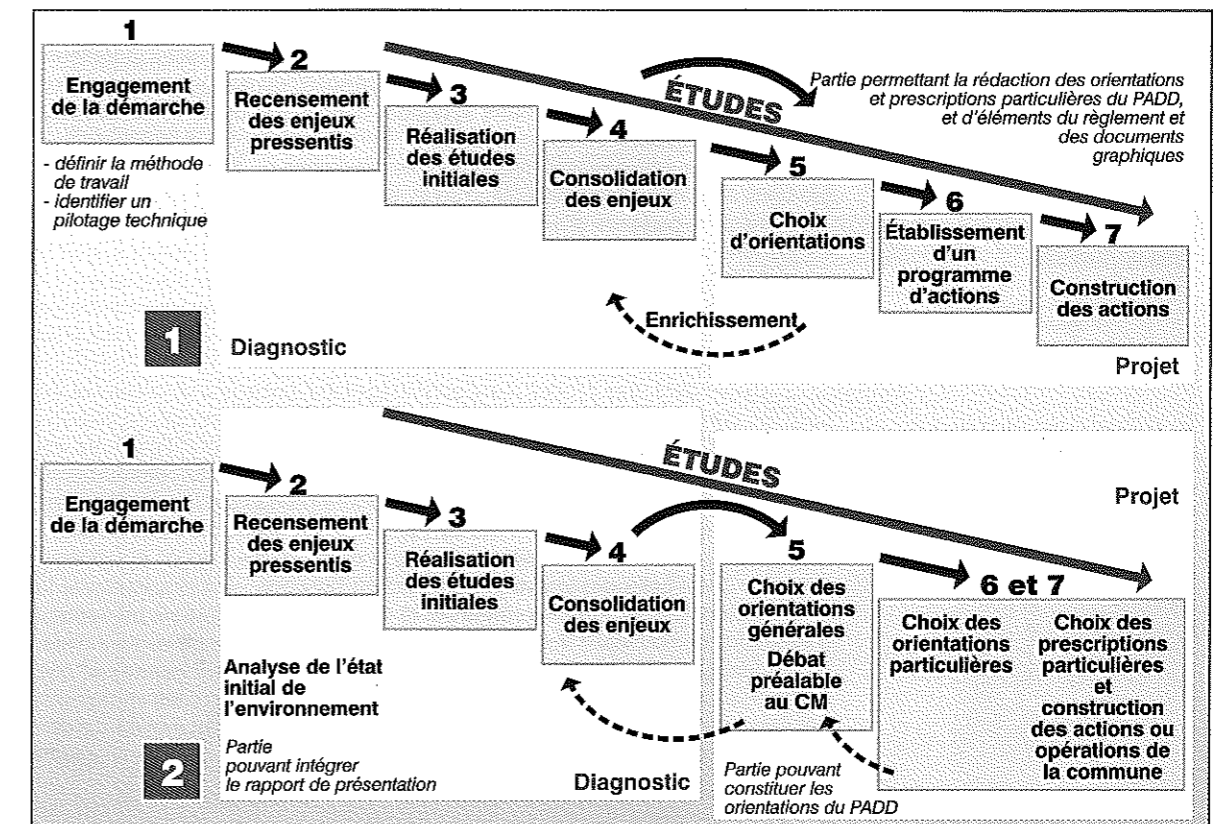 1
Engagement
de la démarche
- définir la méthode
de travail
- identifier un
pilotage technique
2
Recensement
des enjeux
pressentis
3
Réalisation
des études
initiales
4
Consolidation
des enjeux
ÉTUDES
Partie permettant la rédaction des orientations
et prescriptions particulières du PADD,
et d'éléments du règlement et
des documents
graphiques
5
Choix
d'orientations
6
Établissement
d'un
programme
d'actions
7
Construction
des actions
Enrichissement
1
Diagnostic
Projet
1
Engagement
de la démarche
2
Recensement
des enjeux
pressentis
3
Réalisation
des études
initiales
4
Consolidation
des enjeux
ÉTUDES
Projet
5
Choix des
orientations
générales
Débat
préalable
au CM
6 et 7
Choix des
orientations
particulières
Choix des
prescriptions
particulières
et
construction
des actions ou
opérations de
la commune
Analyse de l'état
initial de
l'environnement
2
Partie
pouvant intégrer
le rapport de présentation
Diagnostic
Partie pouvant
constituer les
orientations du PADD